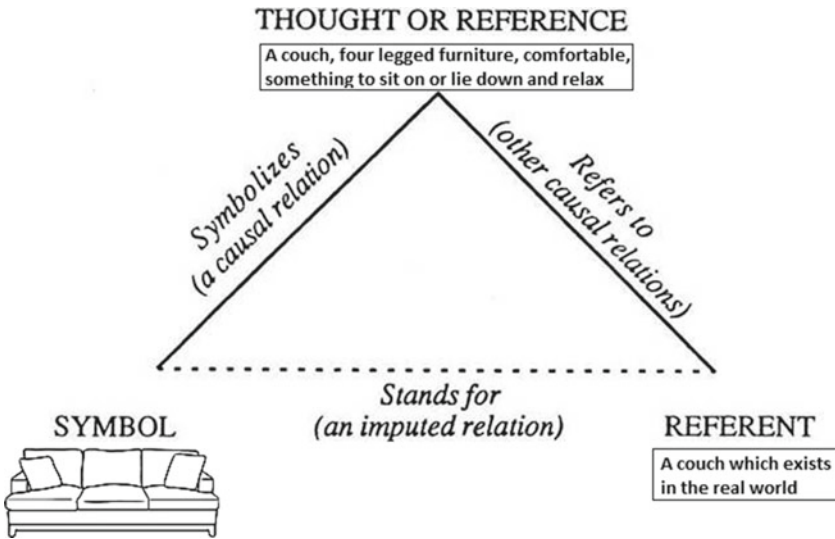 THOUGHT OR REFERENCE
A couch, four legged furniture, comfortable,
something to sit on or lie down and relax
Symbolizes
(a causal relation)
Refers to
(other causal relations)
Stands for
(an imputed relation)
SYMBOL
REFERENT
A couch which exists
in the real world